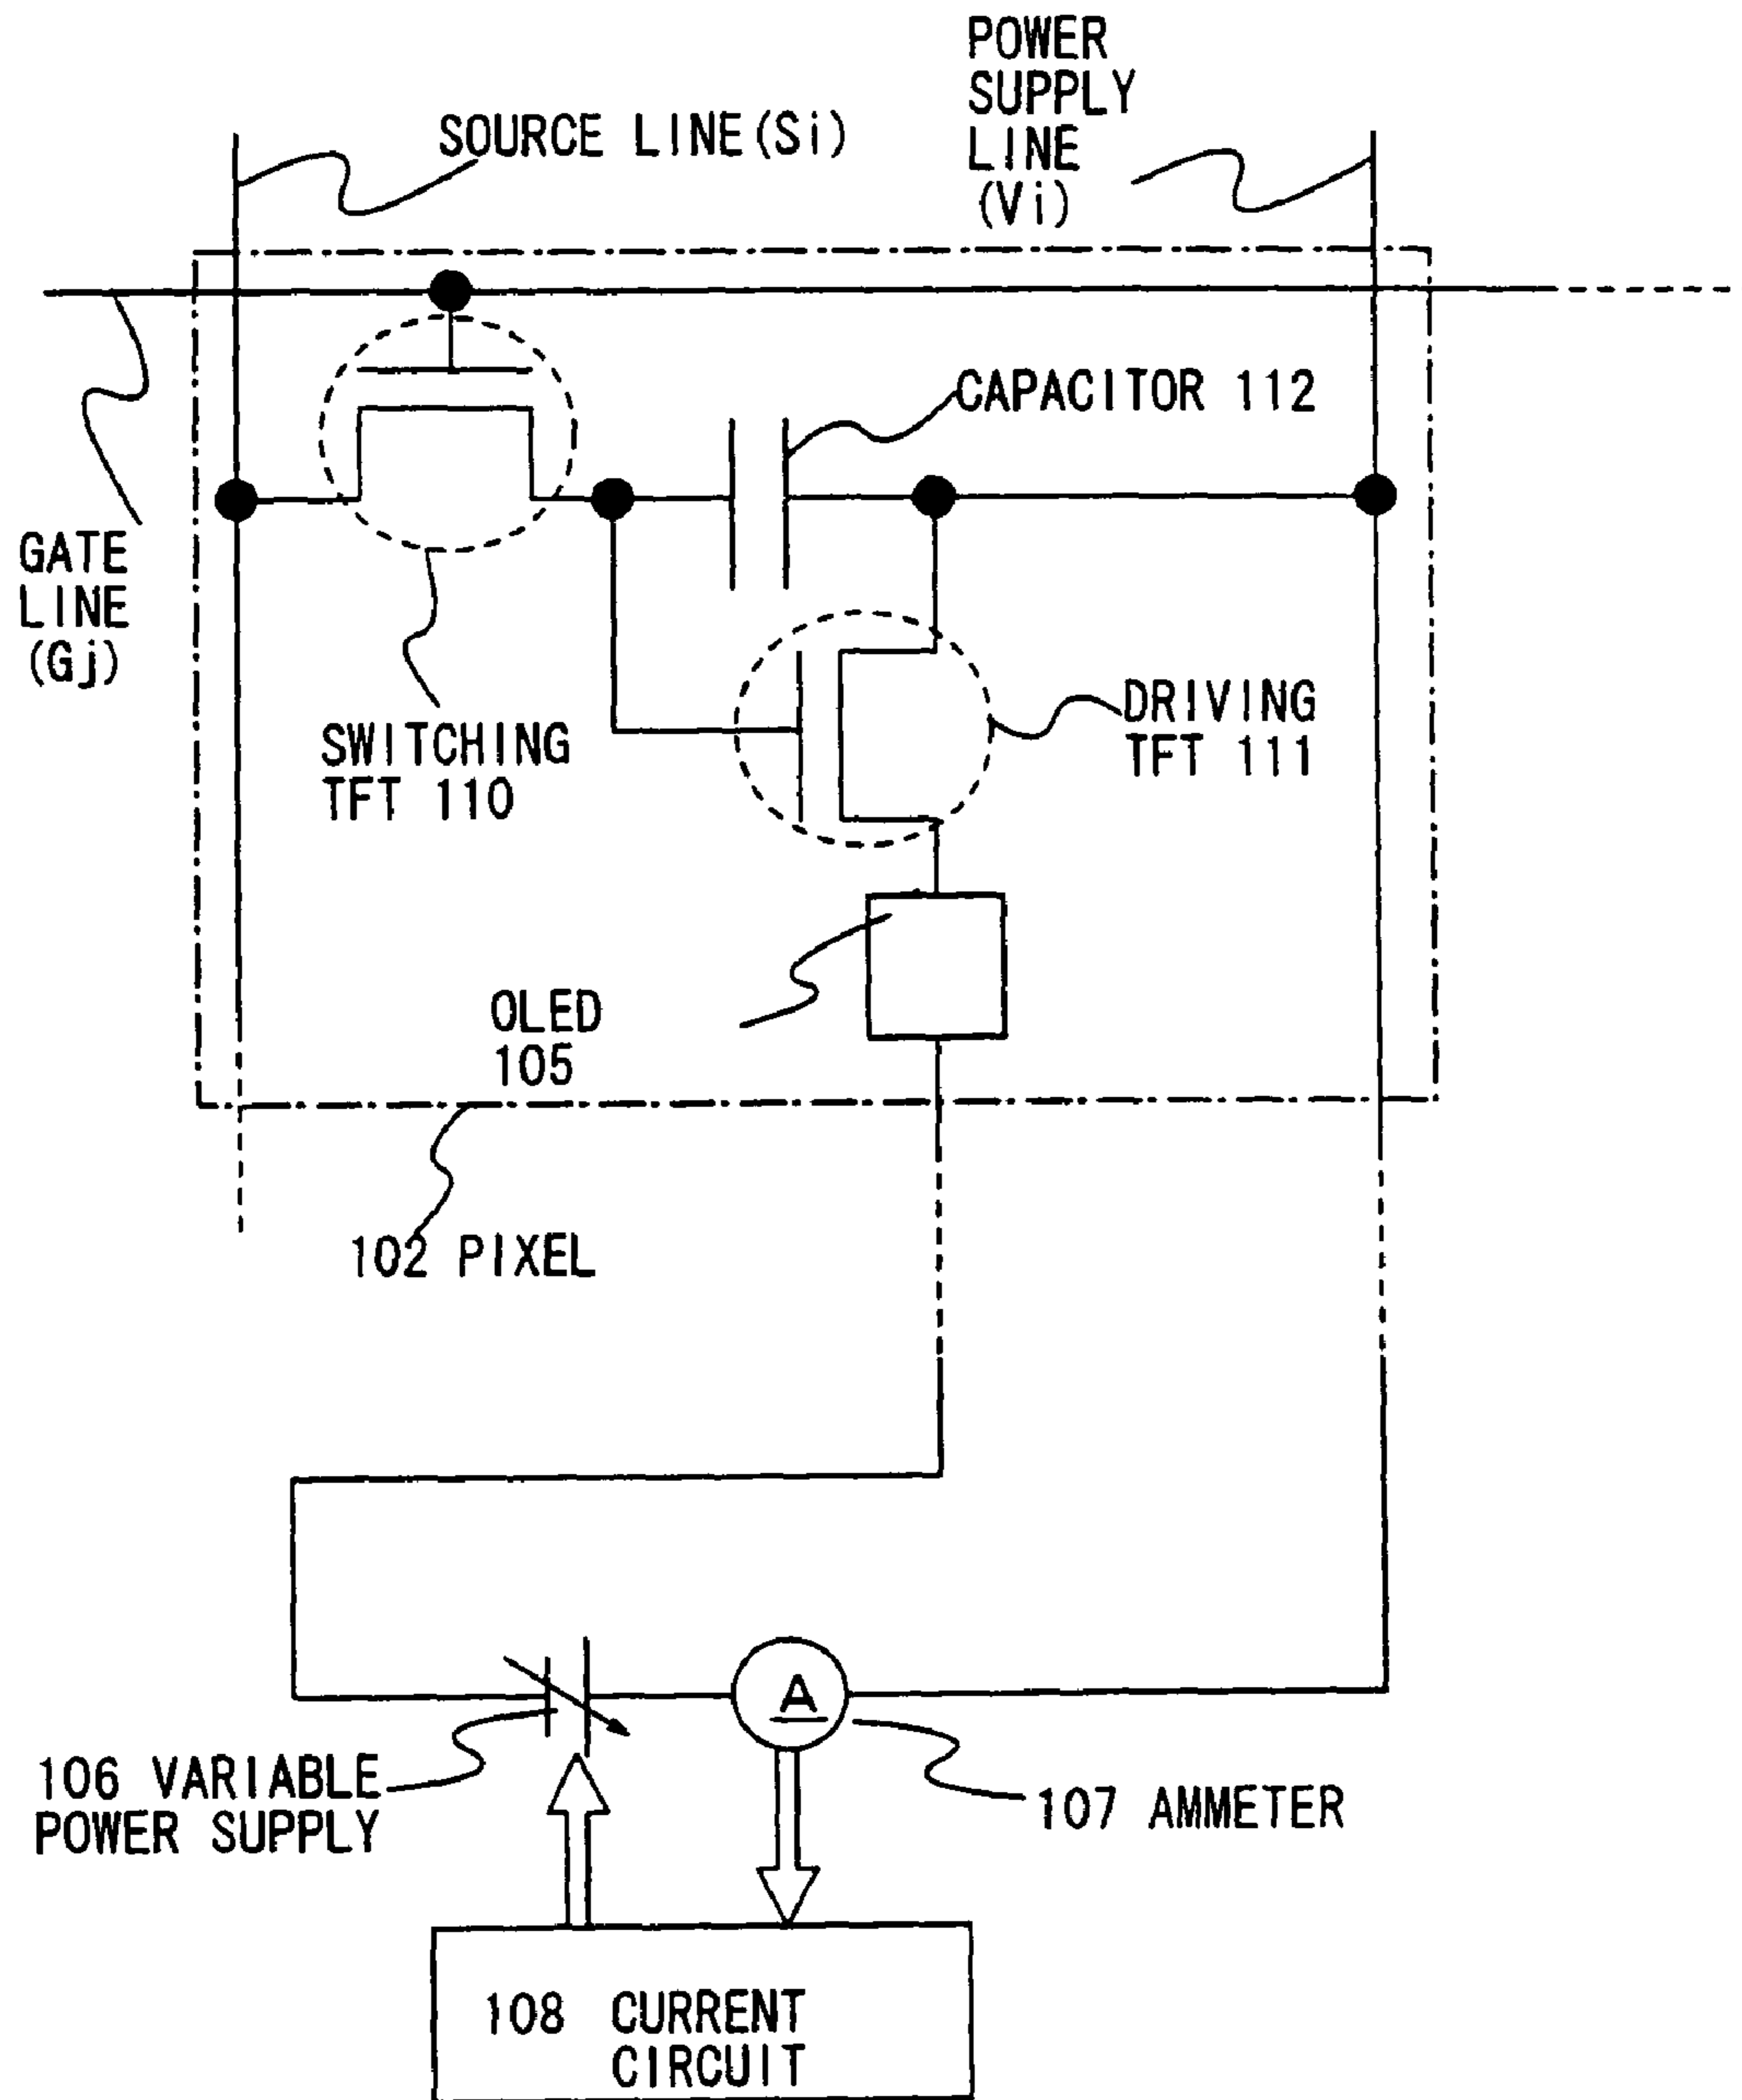 POWER
SUPPLY
LINE
(Vi)
SOURCE LINE(Si)
CAPACITOR 112
GATE
LINE
(Gj)
SWITCHING
TFT 110
DRIVING
TFT 111
OLED
105
102 PIXEL
A
106 VARIABLE
POWER SUPPLY
107 AMMETER
108 CURRENT
CIRCUIT